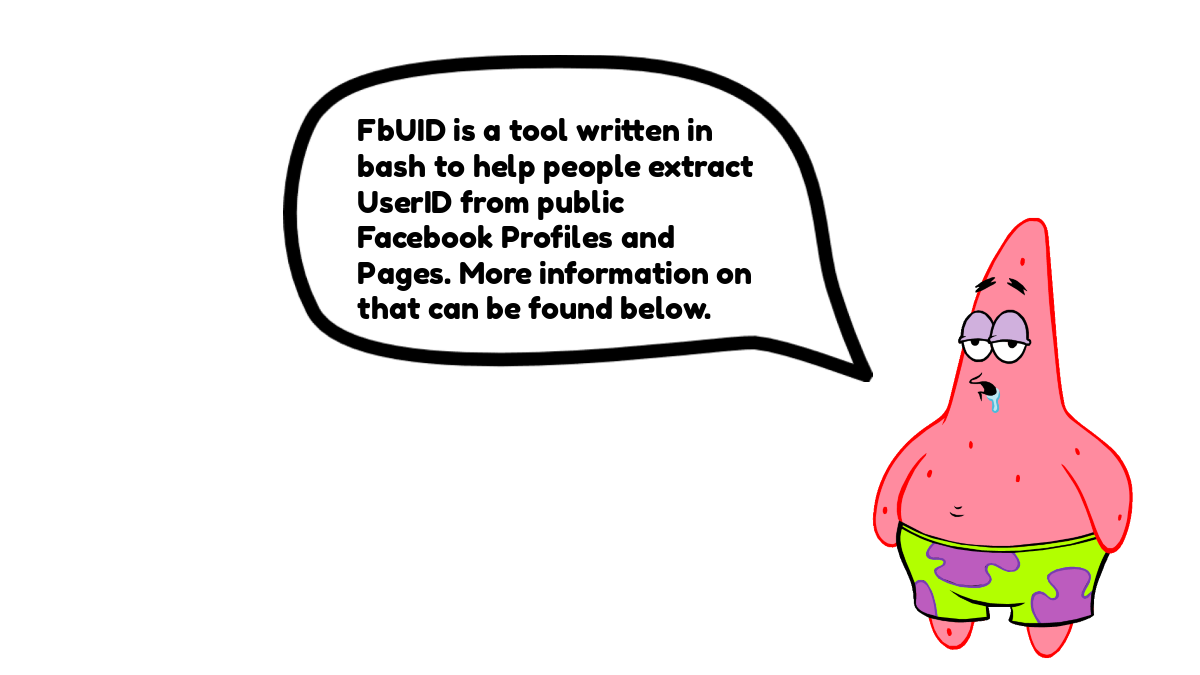 FbUID is a tool written in
bash to help people extract
UserID from public
Facebook Profiles and
Pages. More information on
that can be found below.